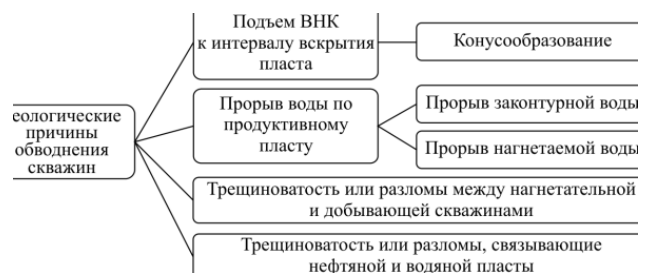 Подъем ВНК
к интервалу вскрытия
пласта
Конусообразование
еологические
причины
обводнения
скважин
Прорыв воды по
продуктивному
пласту
Прорыв законтурной воды
Прорыв нагнетаемой воды
Трещиноватость или разломы между нагнетательной
и добывающей скважинами
Трещиноватость или разломы, связывающие
нефтяной и водяной пласты